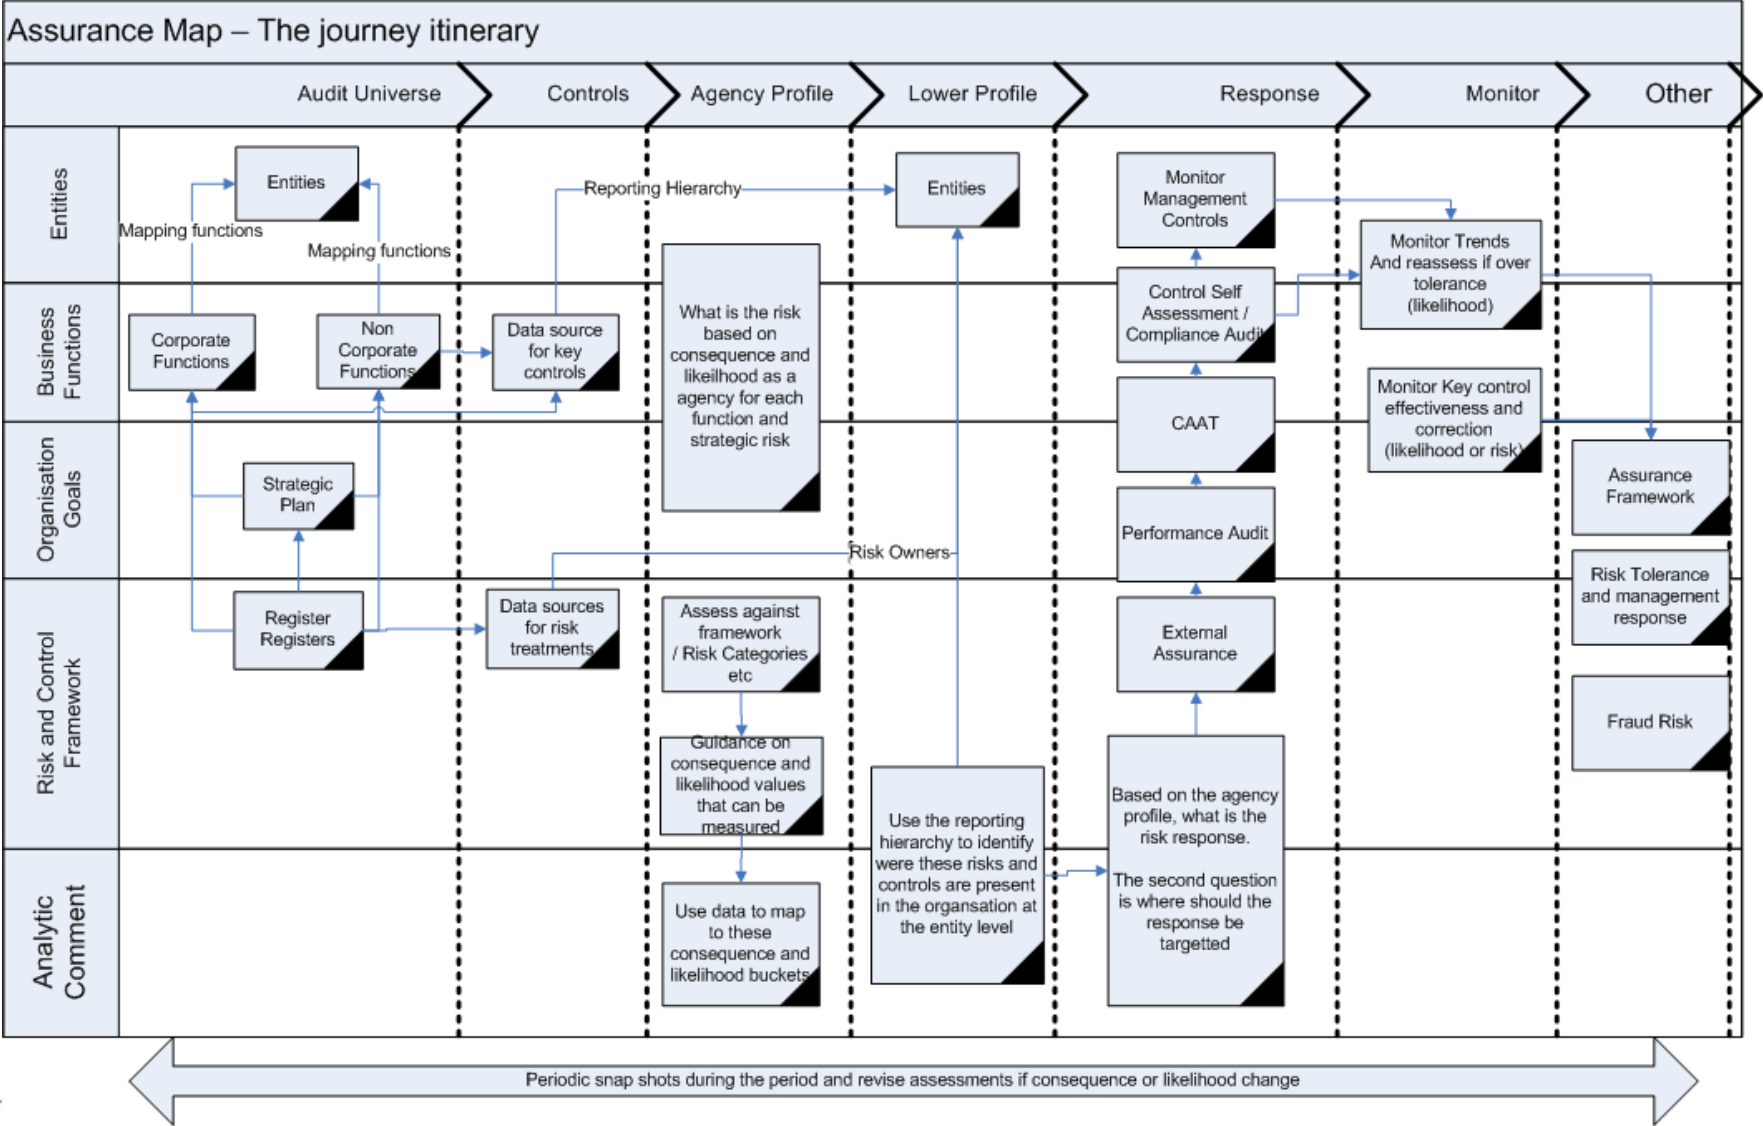 Assurance Map – The journey itinerary
Audit Universe
Controls
Agency Profile
Lower Profile
Response
Monitor
Other
Entities
Entities
Mapping functions
Mapping functions
Reporting Hierarchy
Entities
Monitor
Management
Controls
Monitor Trends
And reassess if over
tolerance
(likelihood)
Business
Functions
Corporate
Functions
Non
Corporate
Functions
Data source
for key
controls
What is the risk
based on
consequence and
likeilhood as a
agency for each
function and
strategic risk
Control Self
Assessment /
Compliance Audit
CAAT
Monitor Key control
effectiveness and
correction
(likelihood or risk)
Organisation
Goals
Strategic
Plan
Risk Owners
Performance Audit
Assurance
Framework
Risk and Control
Framework
Register
Registers
Data sources
for risk
treatments
Assess against
framework
/ Risk Categories
etc
Guidance on
consequence and
likelihood values
that can be
measured
External
Assurance
Risk Tolerance
and management
response
Fraud Risk
Analytic
Comment
Use data to map
to these
consequence and
likelihood buckets
Use the reporting
hierarchy to identify
were these risks and
controls are present
in the organsation at
the entity level
Based on the agency
profile, what is the
risk response.
The second question
is where should the
response be
targetted
Periodic snap shots during the period and revise assessments if consequence or likelihood change